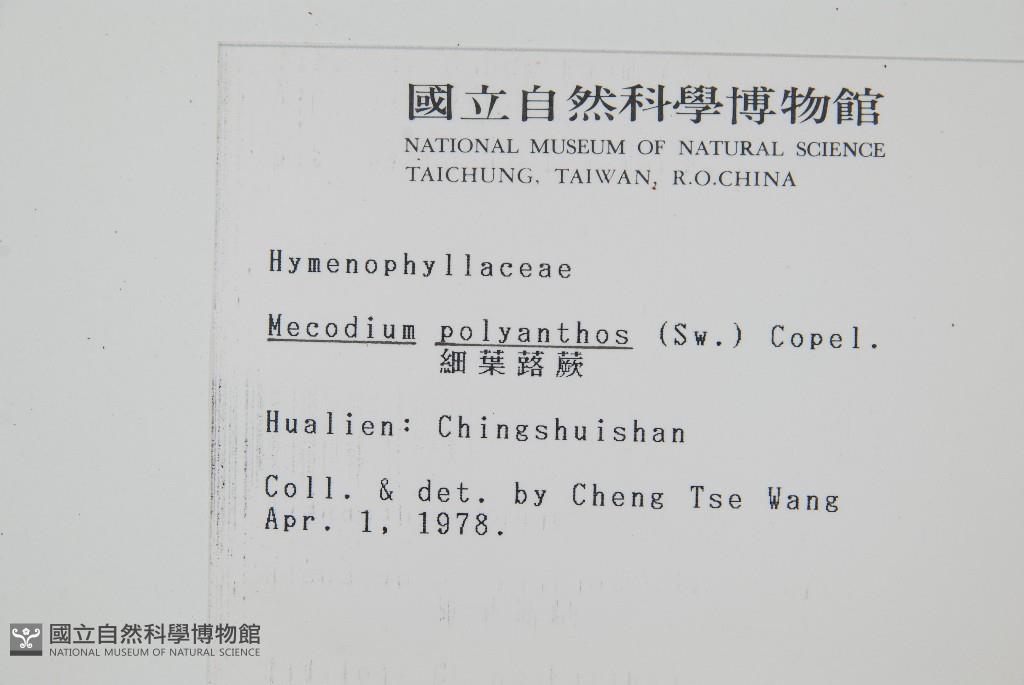 國立自然科學博物館
NATIONAL MUSEUM OF NATURAL SCIENCE
TAICHUNG, TAIWAN, R.O.CHINA
Hymenophyllaceae
Mecodium polyanthos (Sw.) Copel.
細葉蕗蕨
Hualien: Chingshuishan
Coll. & det. by Cheng Tse Wang
Apr. 1, 1978.
國立自然科學博物館
NATIONAL MUSEUM OF NATURAL SCIENCE